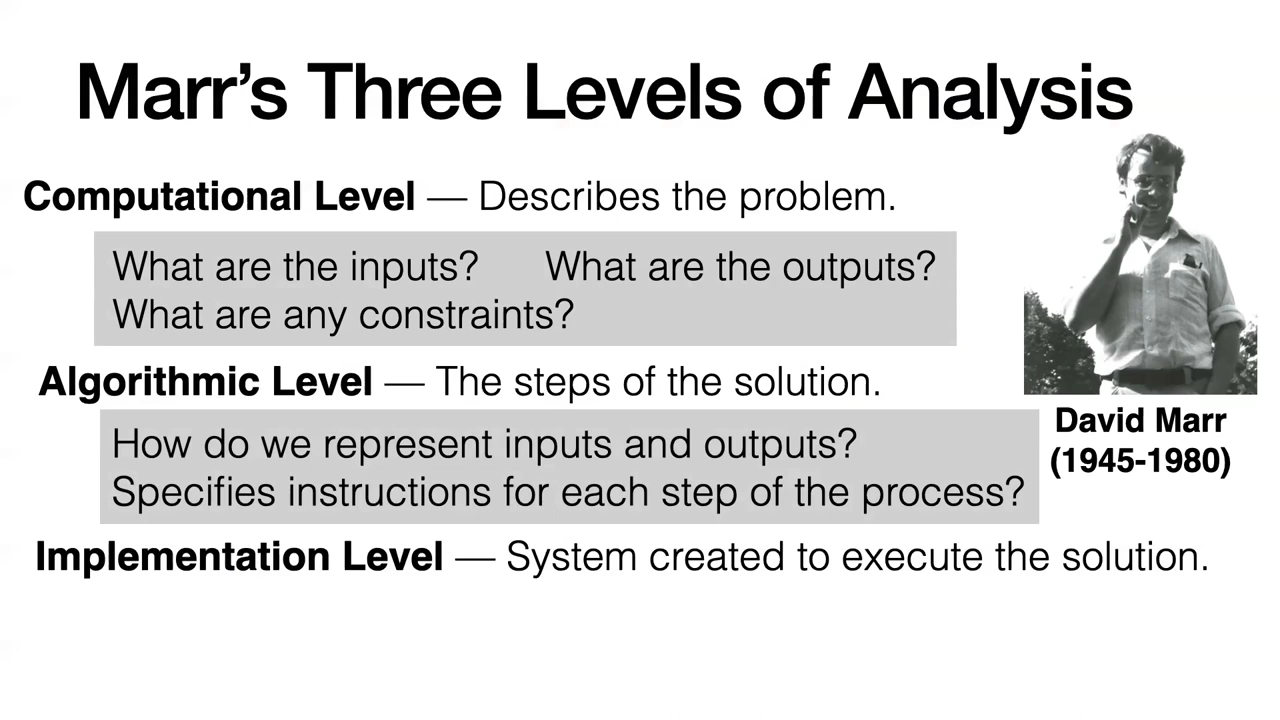 Marr’s Three Levels of Analysis
Computational Level — Describes the problem.
What are the inputs? What are the outputs?
What are any constraints?
Algorithmic Level — The steps of the solution.
How do we represent inputs and outputs?
Specifies instructions for each step of the process?
David Marr
(1945-1980)
Implementation Level — System created to execute the solution.